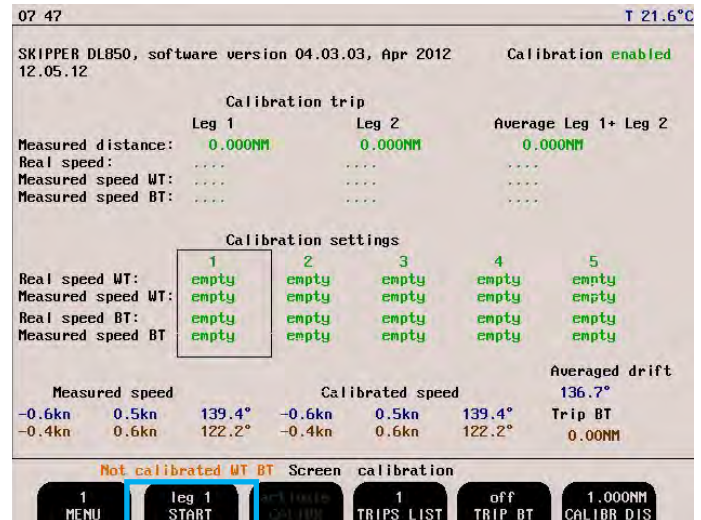 07 47 T 21.6°C
SKIPPER DL850, software version 04.03.03, Apr 2012 Calibration enabled
12.05.12
Calibration trip
Leg 1 Leg 2 Average Leg 1+ Leg 2
Measured distance: 0.000NM 0.000NM 0.000NM
Real speed: .... .... ....
Measured speed WT: .... .... ....
Measured speed BT: .... .... ....
Calibration settings
1 2 3 4 5
Real speed WT: empty empty empty empty empty
Measured speed WT: empty empty empty empty empty
Real speed BT: empty empty empty empty empty
Measured speed BT empty empty empty empty empty
Averaged drift
Measured speed Calibrated speed 136.7°
-0.6kn 0.5kn 139.4° -0.6kn 0.5kn 139.4° Trip BT
-0.4kn 0.6kn 122.2° -0.4kn 0.6kn 122.2° 0.00NM
Not calibrated WT BT Screen calibration
1 leg 1 1 off 1.000NM
MENU START TRIPS LIST TRIP BT CALIBR DIS